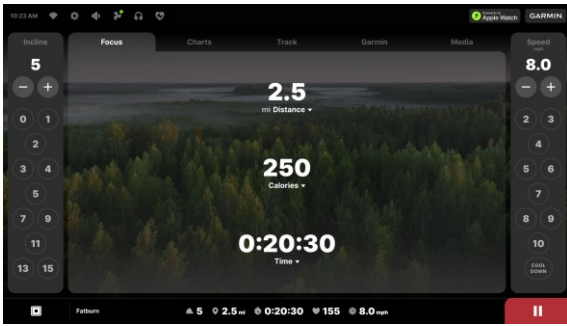 10:23 AM
Apple Watch
GARMIN
Incline
5
0 1
2
3 4
5
7 9
11
13 15
Focus
Charts
Track
Garmin
Media
2.5
mi Distance
250
Calories
0:20:30
Time
Speed
mph
8.0
2 3
4
5 6
7
8 9
10
COOL
DOWN
Fatburn
5 2.5 mi 0:20:30 155 8.0 mph